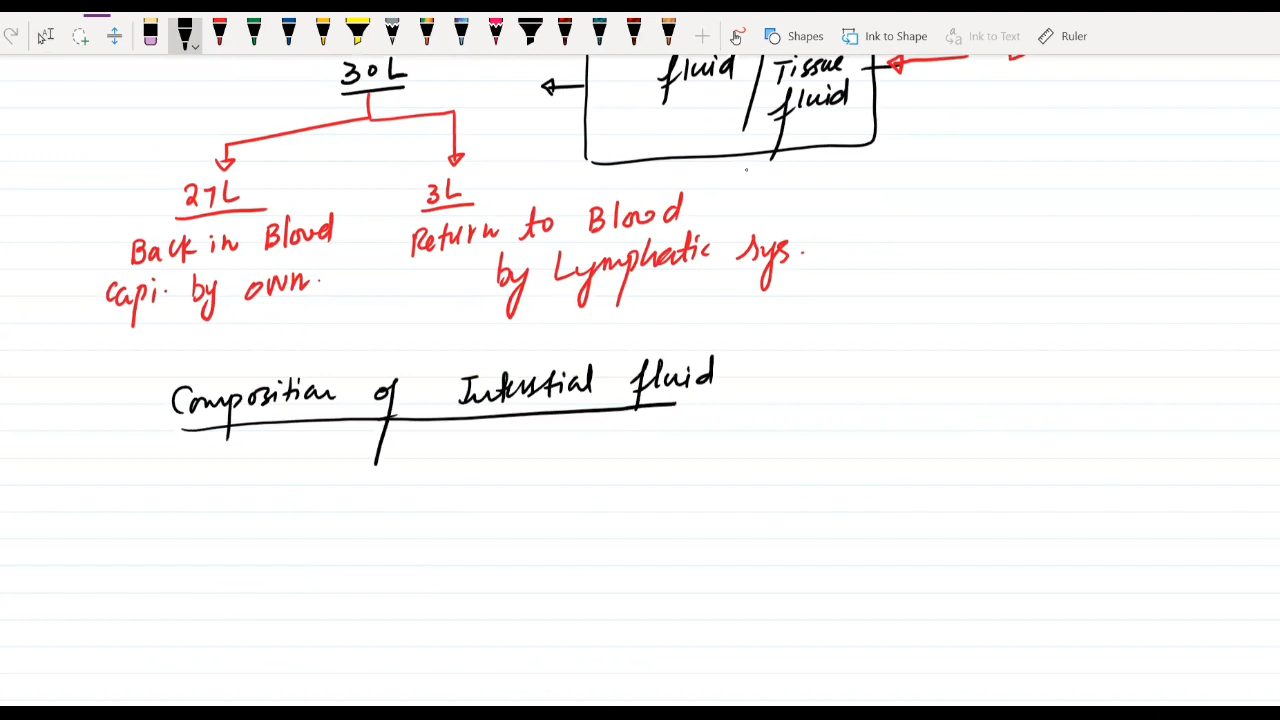 Shapes
Ink to Shape
Ink to Text
Ruler
30L
fluid / Tissue
fluid
27L
3L
Back in Blood
capi. by own.
Return to Blood
by Lymphatic sys.
Composition of Interstial fluid